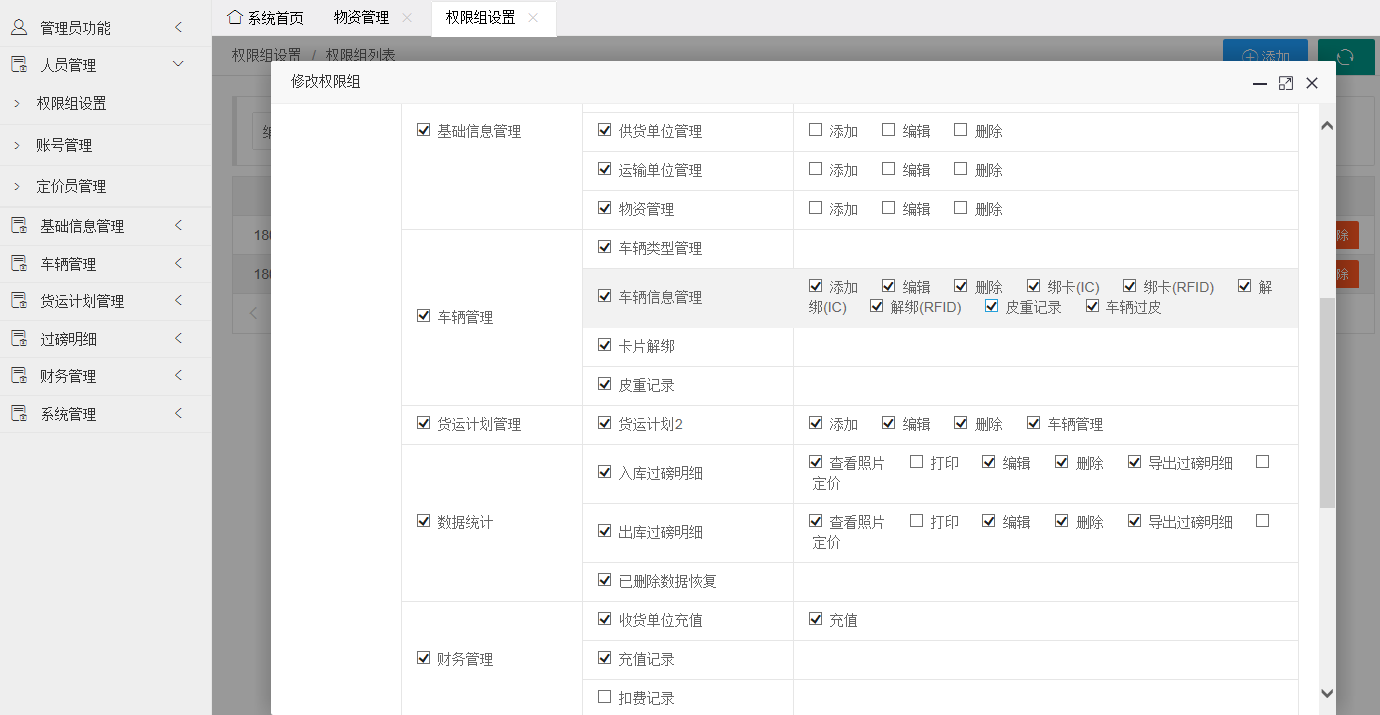 管理员功能
人员管理
权限组设置
账号管理
定价员管理
基础信息管理
车辆管理
货运计划管理
过磅明细
财务管理
系统管理
系统首页 物资管理 权限组设置
权限组设置 / 权限组列表 添加
修改权限组
基础信息管理 供货单位管理 添加 编辑 删除
运输单位管理 添加 编辑 删除
物资管理 添加 编辑 删除
车辆管理 车辆类型管理
车辆信息管理 添加 编辑 删除 绑卡(IC) 绑卡(RFID) 解
绑(IC) 解绑(RFID) 皮重记录 车辆过皮
卡片解绑
皮重记录
货运计划管理 货运计划2 添加 编辑 删除 车辆管理
数据统计 入库过磅明细 查看照片 打印 编辑 删除 导出过磅明细
定价
出库过磅明细 查看照片 打印 编辑 删除 导出过磅明细
定价
已删除数据恢复
财务管理 收货单位充值 充值
充值记录
扣费记录
180
180
除
除